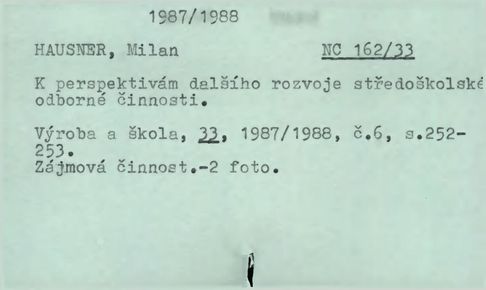 1987/1988
HAUSNER, Milan NC 162/33
K perspektivám dalšího rozvoje středoškolské
odborné činnosti.
Výroba a škola, 33, 1987/1988, č.6, s.252-
253.
Zájmová činnost.-2 foto.